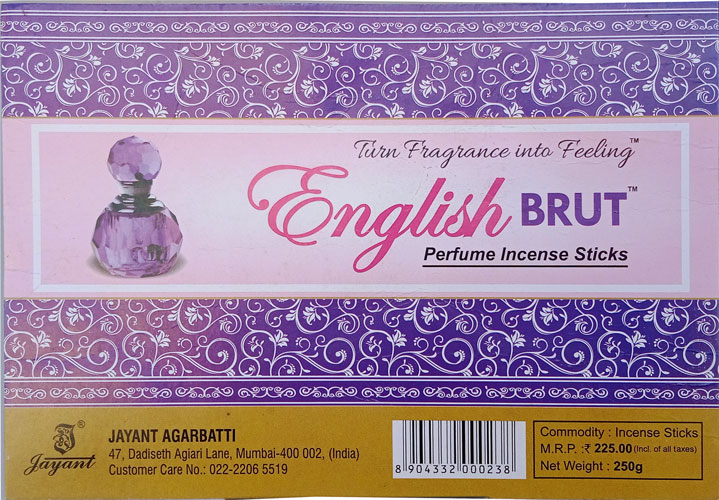 Turn Fragrance into Feeling™
English BRUT™
Perfume Incense Sticks
®
Jayant
JAYANT AGARBATTI
47, Dadiseth Agiari Lane, Mumbai-400 002, (India)
Customer Care No.: 022-2206 5519
8 904332 000238
Commodity : Incense Sticks
M.R.P. : ₹ 225.00 (Incl. of all taxes)
Net Weight : 250g